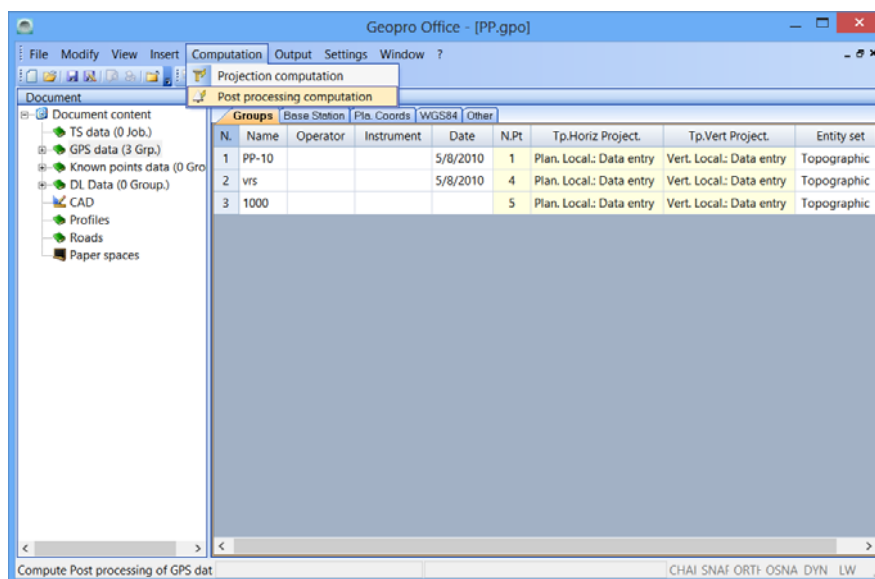 Geopro Office - [PP.gpo]
File Modify View Insert Computation Output Settings Window ?
Projection computation
Post processing computation
Document
Document content
TS data (0 Job.)
GPS data (3 Grp.)
Known points data (0 Gro
DL Data (0 Group.)
CAD
Profiles
Roads
Paper spaces
Groups Base Station Pla. Coords WGS84 Other
N. Name Operator Instrument Date N.Pt Tp.Horiz Project. Tp.Vert Project. Entity set
1 PP-10 5/8/2010 1 Plan. Local.: Data entry Vert. Local.: Data entry Topographic
2 vrs 5/8/2010 4 Plan. Local.: Data entry Vert. Local.: Data entry Topographic
3 1000 5 Plan. Local.: Data entry Vert. Local.: Data entry Topographic
Compute Post processing of GPS dat
CHAI SNAF ORTH OSNA DYN LW